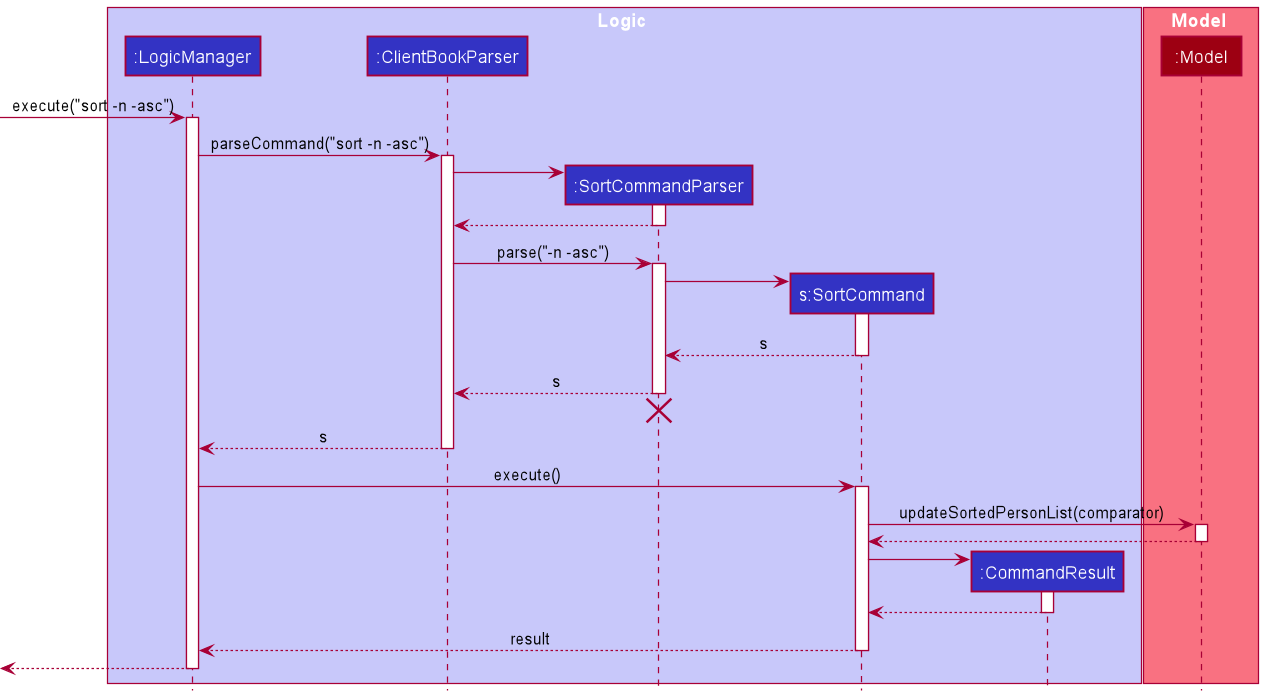 Logic
Model
:LogicManager
:ClientBookParser
:Model
execute("sort -n -asc")
parseCommand("sort -n -asc")
:SortCommandParser
parse("-n -asc")
s:SortCommand
s
s
s
execute()
updateSortedPersonList(comparator)
:CommandResult
result